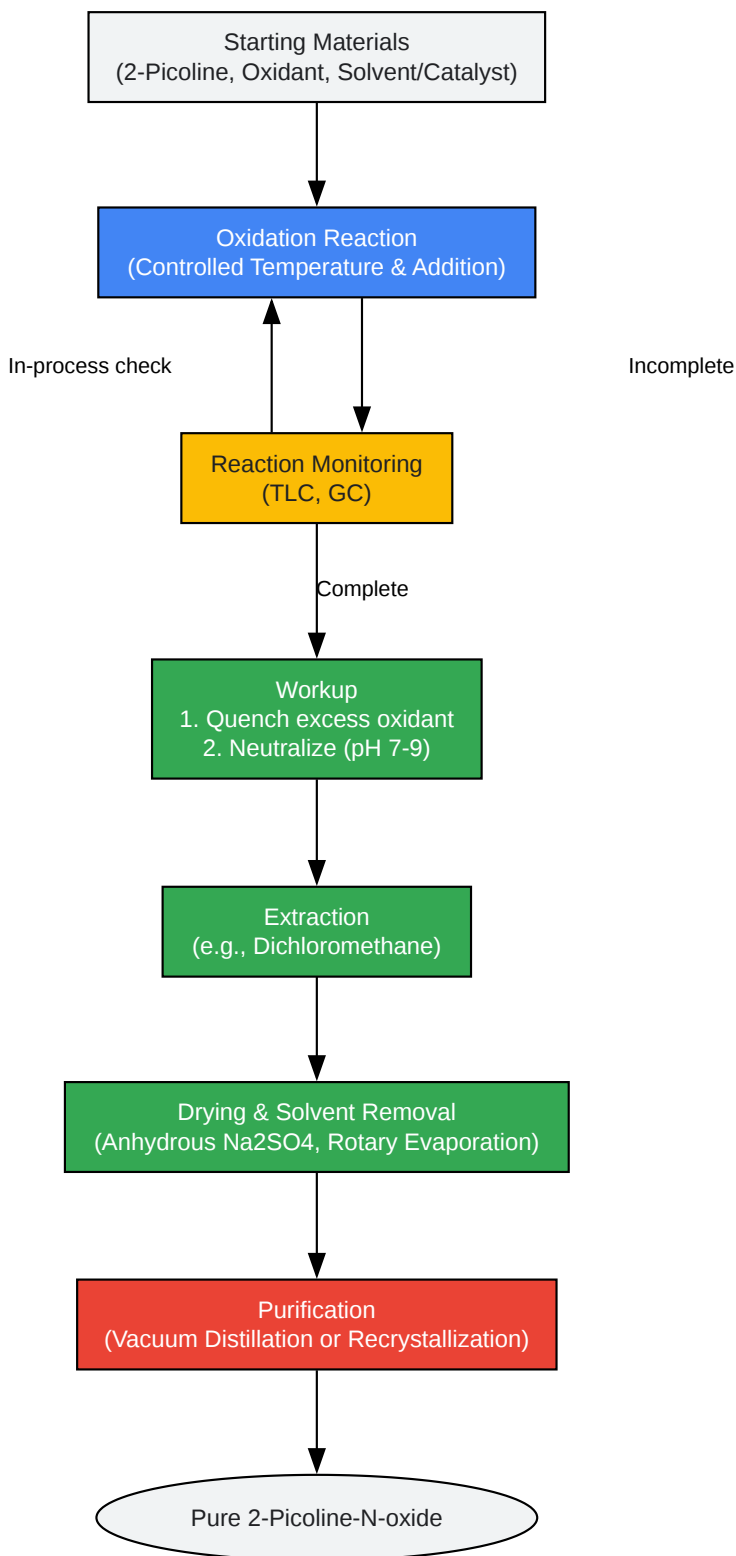 Starting Materials
(2-Picoline, Oxidant, Solvent/Catalyst)
Oxidation Reaction
(Controlled Temperature & Addition)
In-process check
Incomplete
Reaction Monitoring
(TLC, GC)
Complete
Workup
1. Quench excess oxidant
2. Neutralize (pH 7-9)
Extraction
(e.g., Dichloromethane)
Drying & Solvent Removal
(Anhydrous Na2SO4, Rotary Evaporation)
Purification
(Vacuum Distillation or Recrystallization)
Pure 2-Picoline-N-oxide